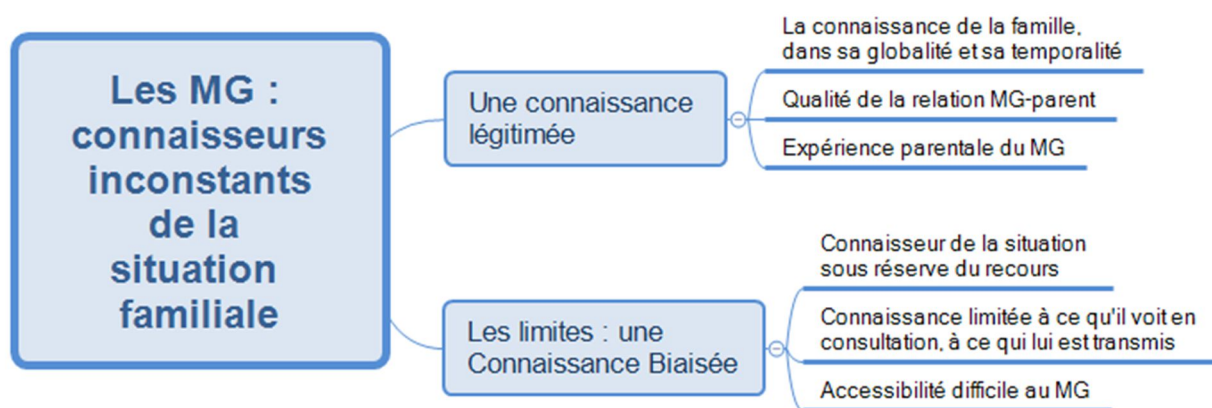 Les MG :
connaisseurs
inconstants
de la
situation
familiale
Une connaissance
légitimée
La connaissance de la famille,
dans sa globalité et sa temporalité
Qualité de la relation MG-parent
Expérience parentale du MG
Les limites : une
Connaissance Biaisée
Connaisseur de la situation
sous réserve du recours
Connaissance limitée à ce qu'il voit en
consultation, à ce qui lui est transmis
Accessibilité difficile au MG